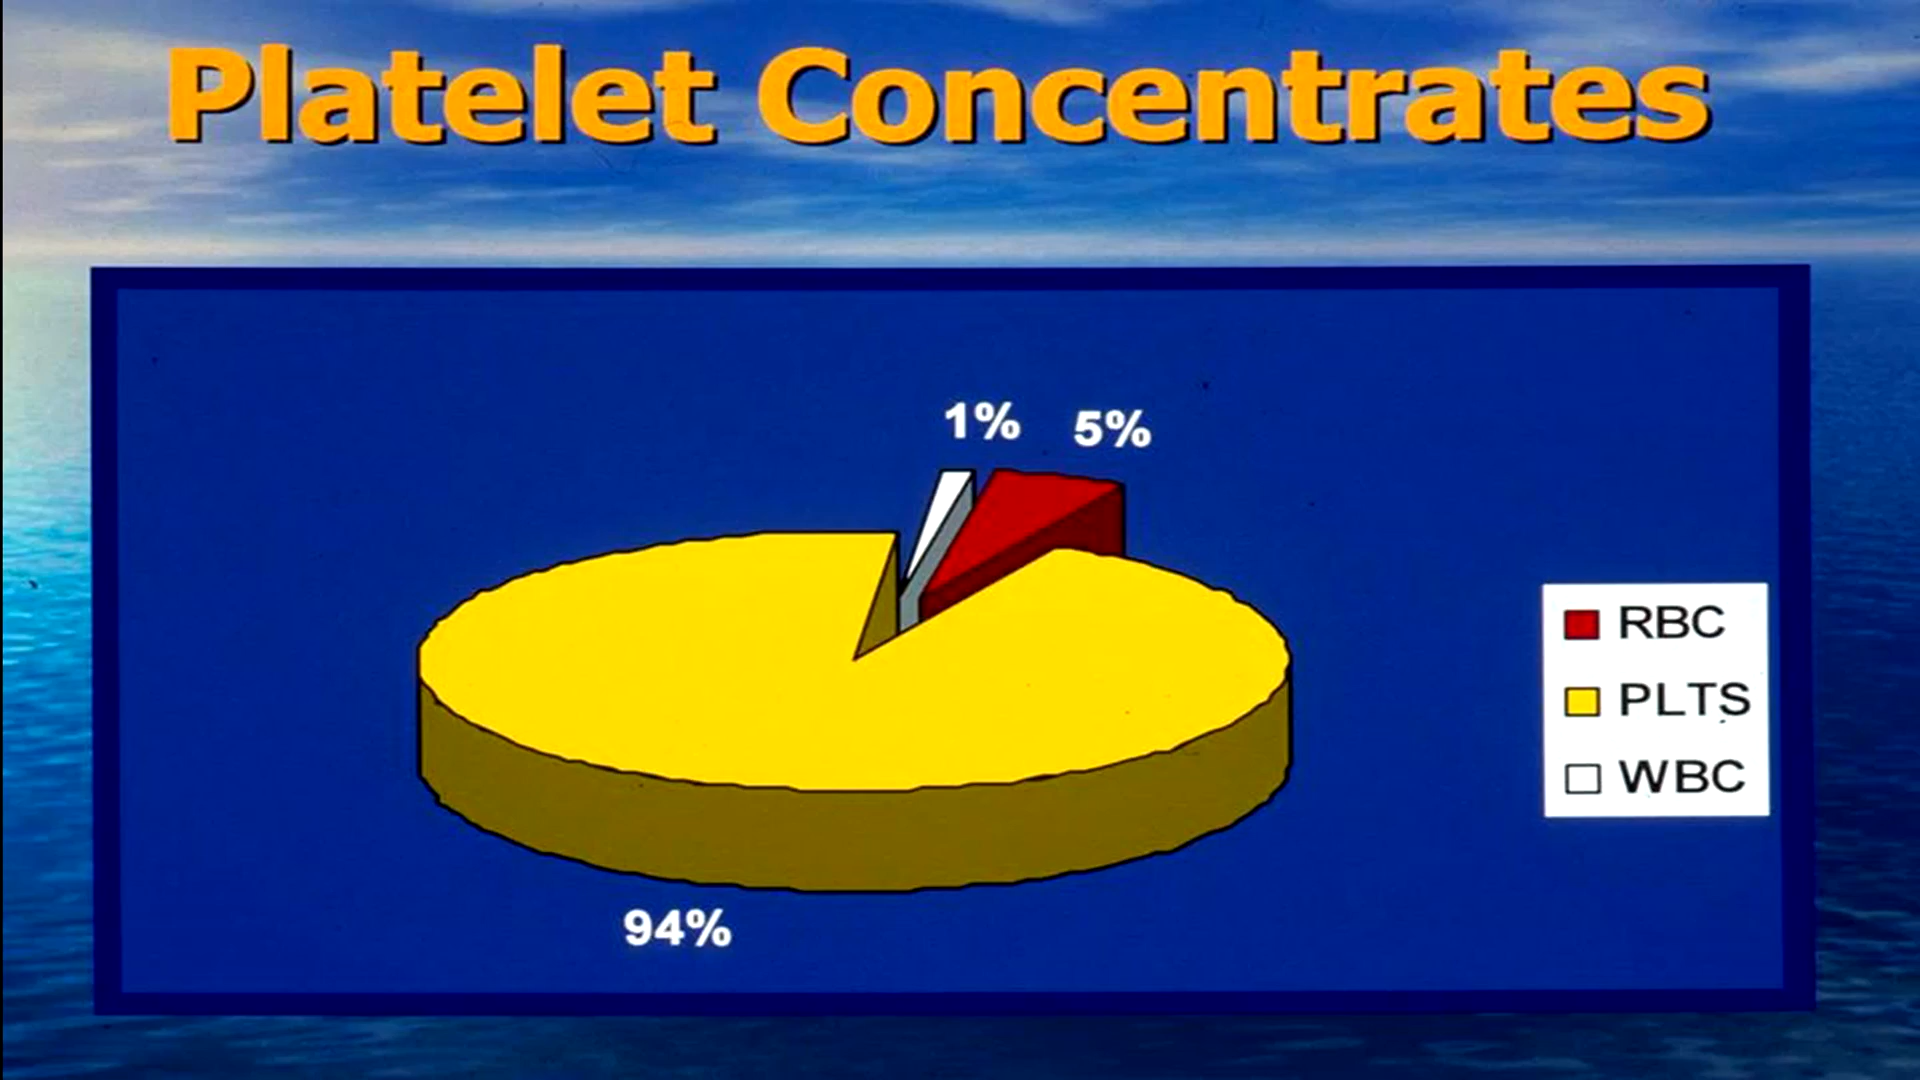 Platelet Concentrates
1% 5%
94%
RBC
PLTS
WBC